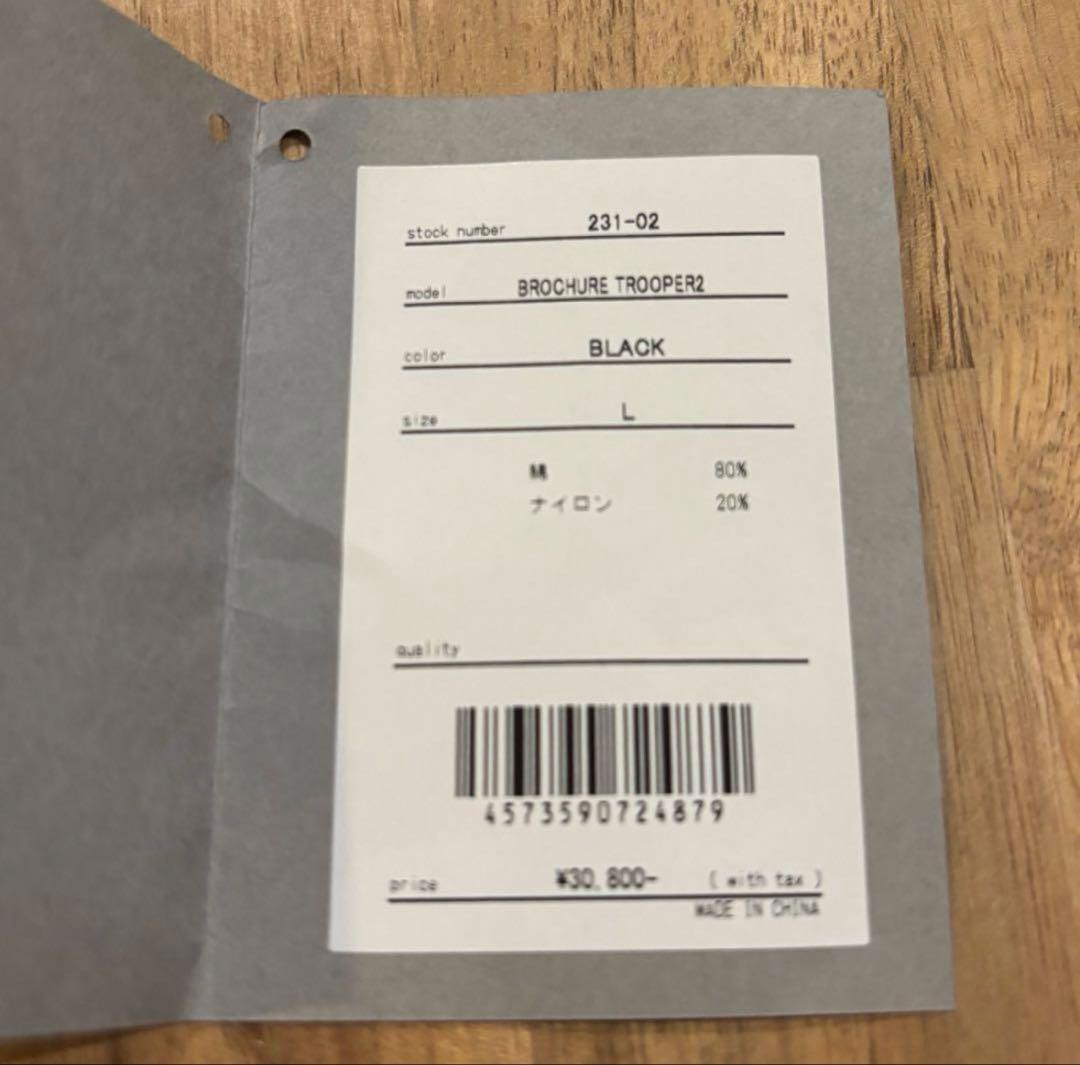 stock number 231-02
model BROCHURE TROOPER2
color BLACK
size L
綿 80%
ナイロン 20%
quality
4573590724879
price ¥30,800- ( with tax )
MADE IN CHINA